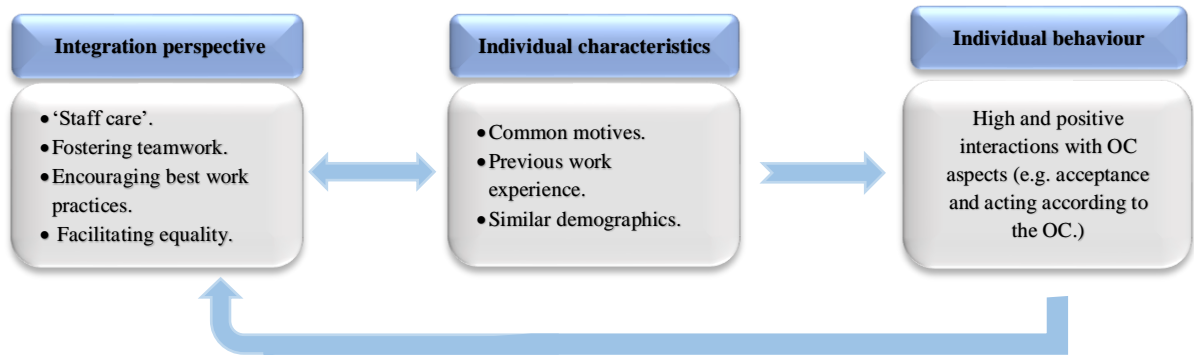 Integration perspective
• ‘Staff care’.
• Fostering teamwork.
• Encouraging best work
practices.
• Facilitating equality.
Individual characteristics
• Common motives.
• Previous work
experience.
• Similar demographics.
Individual behaviour
High and positive
interactions with OC
aspects (e.g. acceptance
and acting according to
the OC.)